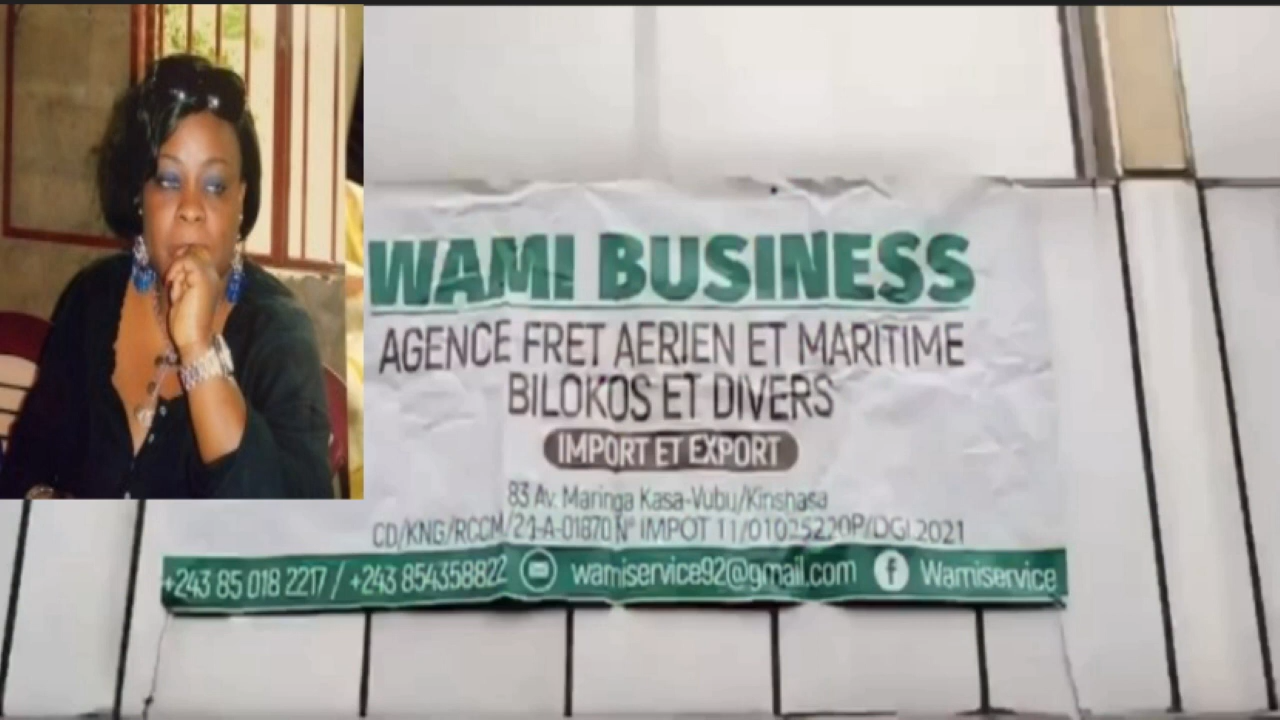 WAMI BUSINESS
AGENCE FRET AERIEN ET MARITIME
BILOKOS ET DIVERS
IMPORT ET EXPORT
83 Av. Maringa Kasa-Vubu/Kinshasa
CD/KNG/RCCM/21-A-01870 N° IMPOT 11/01025220P/DGI.2021
+243 85 018 2217 / +243 854358822 wamiservice92@gmail.com f Wamiservice